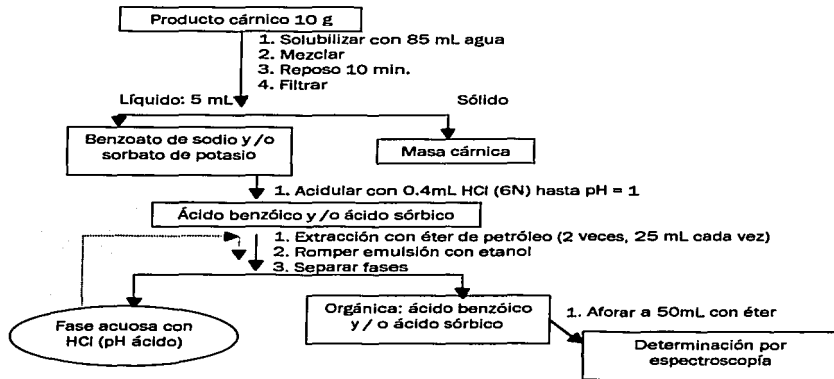 Producto cárnico 10 g
1. Solubilizar con 85 mL agua
2. Mezclar
3. Reposo 10 min.
4. Filtrar
Líquido: 5 mL
Sólido
Benzoato de sodio y/o
sorbato de potasio
Masa cárnica
1. Acidular con 0.4mL HCl (6N) hasta pH = 1
Ácido benzóico y/o ácido sórbico
1. Extracción con éter de petróleo (2 veces, 25 mL cada vez)
2. Romper emulsión con etanol
3. Separar fases
Fase acuosa con
HCl (pH ácido)
Orgánica: ácido benzóico
y/o ácido sórbico
1. Aforar a 50mL con éter
Determinación por
espectroscopía